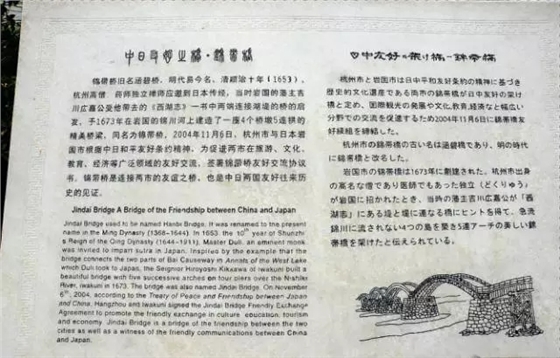 中日友好之桥·锦带桥
锦带桥旧名涵碧桥，明代易今名。清顺治十年（1653），
杭州高僧、药师独立禅师应邀到日本传经，当时岩国的藩主吉
川広嘉公受他带去的《西湖志》一书中两端连接湖堤的桥的启
发，于1673年在岩国的锦川河上建造了一座4个桥墩5连拱的
精美桥梁，同名为锦带桥。2004年11月6日，杭州市与日本岩
国市根据中日和平友好条约精神，为促进两市在旅游、文化、
教育、经济等广泛领域的友好交流，签署锦带桥友好交流协议
书。锦带桥是连接两市的友谊之桥，也是中日两国友好往来历
史的见证。
Jindai Bridge A Bridge of the Friendship between China and Japan
Jindai Bridge used to be named Hanbi Bridge. It was renamed to the present
name in the Ming Dynasty (1368–1644). In 1653, the 10th year of Shunzhi
's Reign of the Qing Dynasty (1644–1911), Master Duli, an eminent monk
was invited to impart sutra in Japan. Inspired by the example that the
bridge connects the two parts of Bai Causeway in Annals of the West Lake
which Duli took to Japan, the Seignior Hiroyoshi Kikkawa of Iwakuni built a
beautiful bridge with five successive arches on four piers over the Nishiki
River, Iwakuni in 1673. The bridge was also named Jindai Bridge. On November
6th, 2004, according to the Treaty of Peace and Friendship between Japan
and China, Hangzhou and Iwakuni signed the Jindai Bridge Friendly Exchange
Agreement to promote the friendly exchange in culture, education, tourism
and economy. Jindai Bridge is a bridge of the friendship between the two
cities as well as a witness of the friendly communications between China
and Japan.
日中友好の架け橋—錦帯橋
杭州市と岩国市は日中平和友好条約の精神に基づき
歴史的文化遺産である両市の錦帯橋が日中友好の架け
橋と定め、国際観光の発展や文化、教育、経済など幅広い
分野での交流を促進するため2004年11月6日に錦帯橋友
好縁組を締結した。
杭州市の錦帯橋の古い名は涵碧橋であり、明の時代
に錦帯橋と改名した。
岩国市の錦帯橋は1673年に創建された。杭州市出身
の高名な僧であり医師でもあった独立（どくりゅう）
が岩国に招かれたとき、当時の藩主吉川広嘉公が「西
湖志」にある堤と堤に連なる橋にヒントを得て、急流
錦川に流されない4つの島を築き5連アーチの美しい錦
帯橋を架けたと伝えられている。